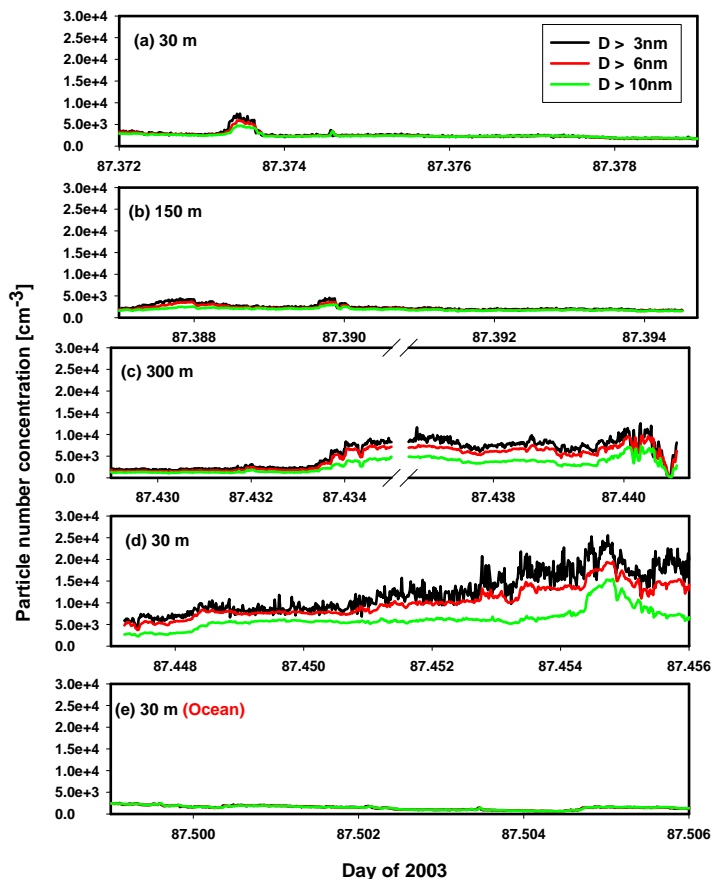 Particle number concentration [cm-3]
3.0e+4
2.5e+4
2.0e+4
1.5e+4
1.0e+4
5.0e+3
0.0
(a) 30 m
D > 3nm
D > 6nm
D > 10nm
87.372 87.374 87.376 87.378
3.0e+4
2.5e+4
2.0e+4
1.5e+4
1.0e+4
5.0e+3
0.0
(b) 150 m
87.388 87.390 87.392 87.394
3.0e+4
2.5e+4
2.0e+4
1.5e+4
1.0e+4
5.0e+3
0.0
(c) 300 m
87.430 87.432 87.434 87.438 87.440
3.0e+4
2.5e+4
2.0e+4
1.5e+4
1.0e+4
5.0e+3
0.0
(d) 30 m
87.448 87.450 87.452 87.454 87.456
3.0e+4
2.5e+4
2.0e+4
1.5e+4
1.0e+4
5.0e+3
0.0
(e) 30 m (Ocean)
87.500 87.502 87.504 87.506
Day of 2003